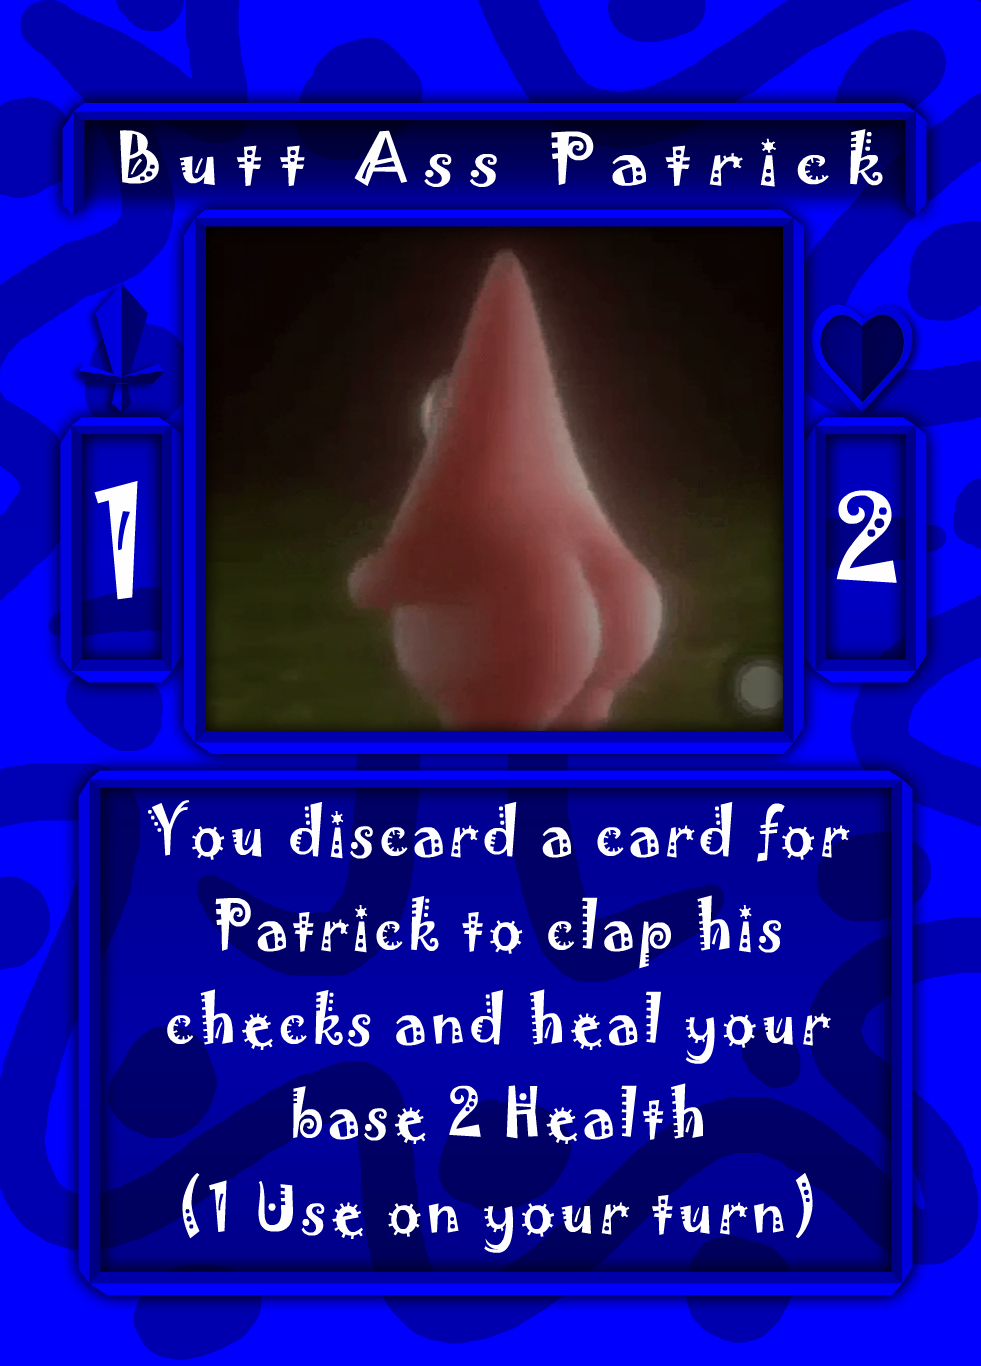 Butt Ass Patrick
1
2
You discard a card for
Patrick to clap his
checks and heal your
base 2 Health
(1 Use on your turn)